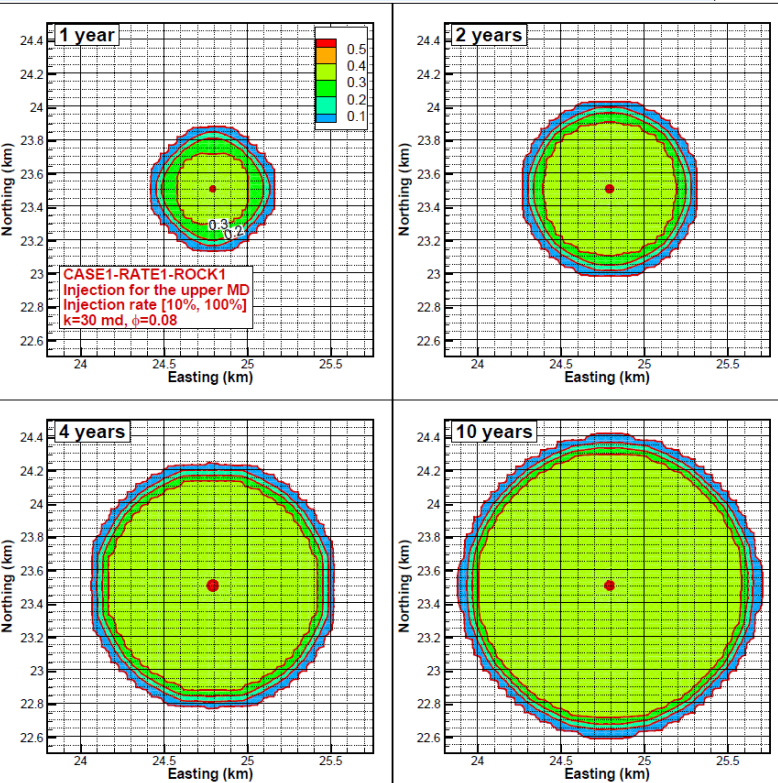 1 year
0.5
0.4
0.3
0.2
0.1
24.4
24.2
24
23.8
23.6
23.4
23.2
23
22.8
22.6
Northing (km)
0.3
0.2
CASE1-RATE1-ROCK1
Injection for the upper MD
Injection rate [10%, 100%]
k=30 md, ϕ=0.08
24 24.5 25 25.5
Easting (km)
2 years
24.4
24.2
24
23.8
23.6
23.4
23.2
23
22.8
22.6
Northing (km)
24 24.5 25 25.5
Easting (km)
4 years
24.4
24.2
24
23.8
23.6
23.4
23.2
23
22.8
22.6
Northing (km)
24 24.5 25 25.5
Easting (km)
10 years
24.4
24.2
24
23.8
23.6
23.4
23.2
23
22.8
22.6
Northing (km)
24 24.5 25 25.5
Easting (km)